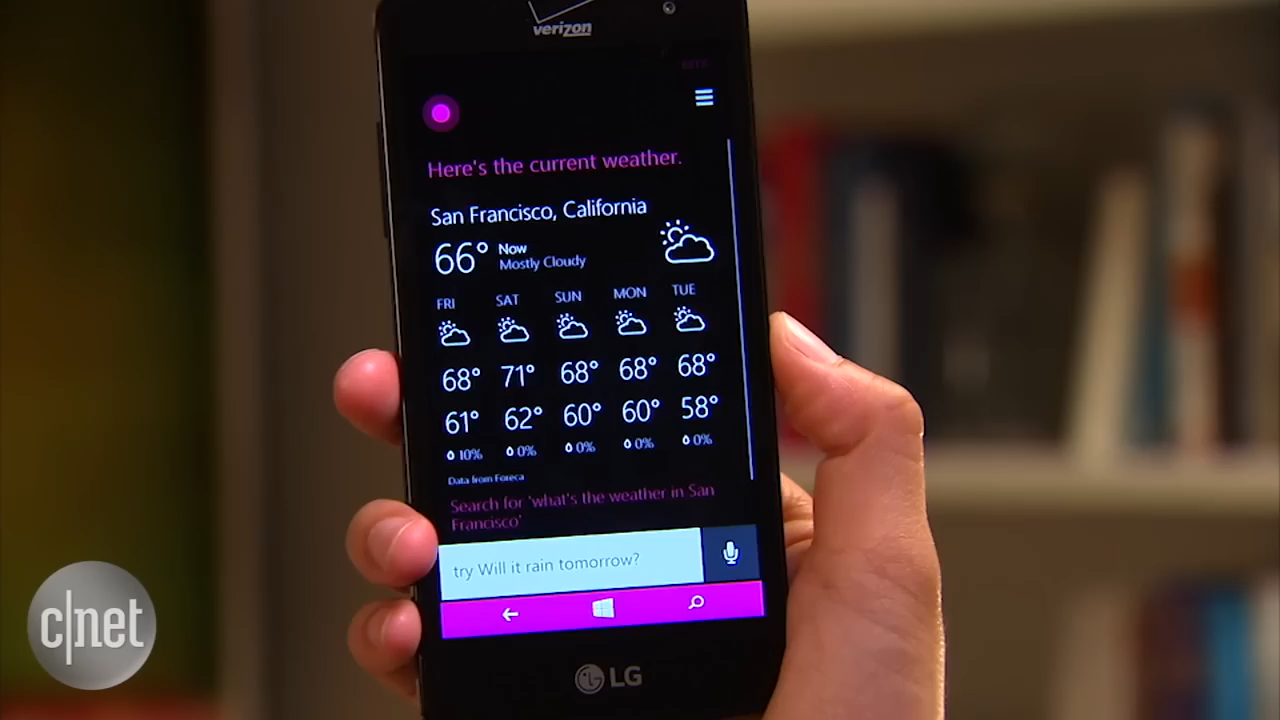 verizon
Here's the current weather.
San Francisco, California
66° Now
Mostly Cloudy
FRI SAT SUN MON TUE
68° 71° 68° 68° 68°
61° 62° 60° 60° 58°
10% 0% 0% 0% 0%
Data from Foreca
Search for 'what's the weather in San
Francisco'
try Will it rain tomorrow?
LG
c|net